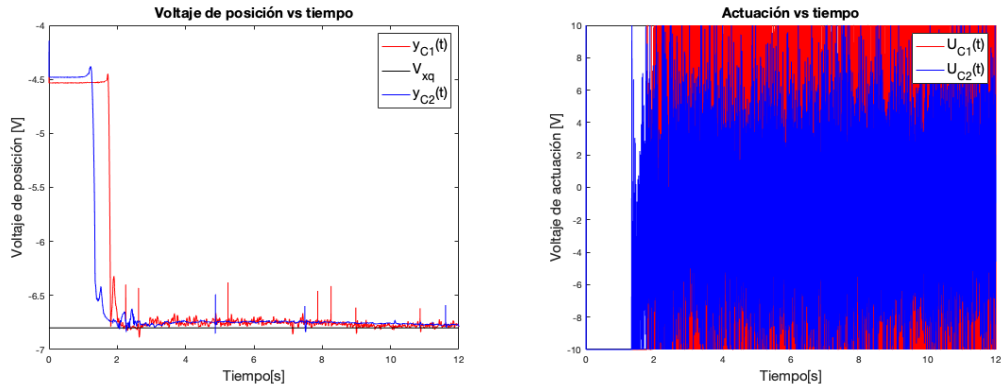 Voltaje de posición vs tiempo
-4
-4.5
-5
-5.5
-6
-6.5
-7
Voltaje de posición [V]
y_C1(t)
V_xq
y_C2(t)
0 2 4 6 8 10 12
Tiempo[s]
Actuación vs tiempo
10
8
6
4
2
0
-2
-4
-6
-8
-10
Voltaje de actuación [V]
U_C1(t)
U_C2(t)
0 2 4 6 8 10 12
Tiempo[s]